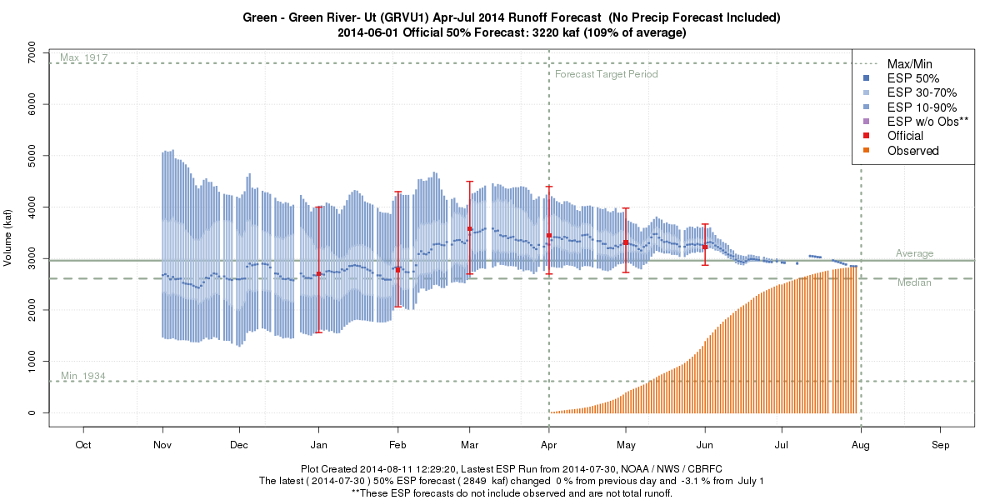 Green - Green River- Ut (GRVU1) Apr-Jul 2014 Runoff Forecast (No Precip Forecast Included)
2014-06-01 Official 50% Forecast: 3220 kaf (109% of average)
Max 1917
Forecast Target Period
Max/Min
ESP 50%
ESP 30-70%
ESP 10-90%
ESP w/o Obs**
Official
Observed
Average
Median
Min 1934
Volume (kaf)
7000
6000
5000
4000
3000
2000
1000
0
Oct Nov Dec Jan Feb Mar Apr May Jun Jul Aug Sep
Plot Created 2014-08-11 12:29:20, Lastest ESP Run from 2014-07-30, NOAA / NWS / CBRFC
The latest ( 2014-07-30 ) 50% ESP forecast ( 2849 kaf) changed 0 % from previous day and -3.1 % from July 1
**These ESP forecasts do not include observed and are not total runoff.